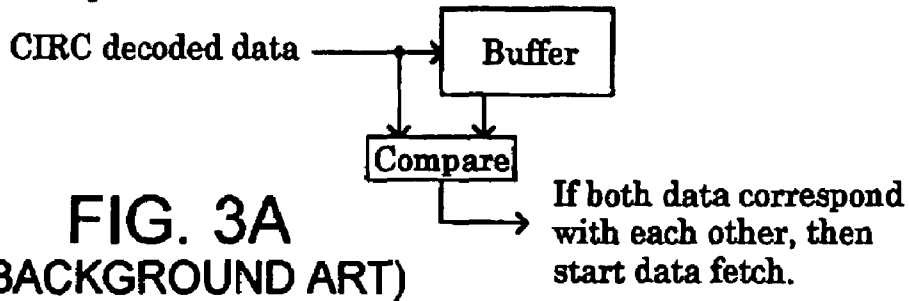 CIRC decoded data
Buffer
Compare
If both data correspond
with each other, then
start data fetch.
FIG. 3A
BACKGROUND ART)